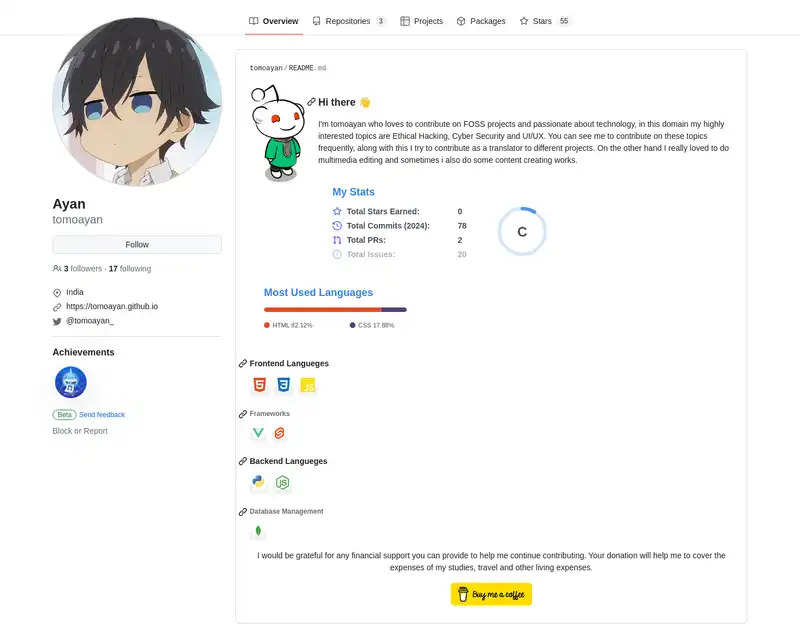 Overview Repositories 3 Projects Packages Stars 55
Ayan
tomoayan
Follow
3 followers · 17 following
India
https://tomoayan.github.io
@tomoayan_
Achievements
Beta Send feedback
Block or Report
tomoayan/README.md
Hi there 👋
I'm tomoayan who loves to contribute on FOSS projects and passionate about technology, in this domain my highly
interested topics are Ethical Hacking, Cyber Security and UI/UX. You can see me to contribute on these topics
frequently, along with this I try to contribute as a translator to different projects. On the other hand I really loved to do
multimedia editing and sometimes i also do some content creating works.
My Stats
Total Stars Earned: 0
Total Commits (2024): 78
Total PRs: 2
Total Issues: 20
C
Most Used Languages
HTML 82.12% CSS 17.88%
Frontend Langueges
5 3 JS
Frameworks
Backend Langueges
JS
Database Management
I would be grateful for any financial support you can provide to help me continue contributing. Your donation will help me to cover the
expenses of my studies, travel and other living expenses.
Buy me a coffee